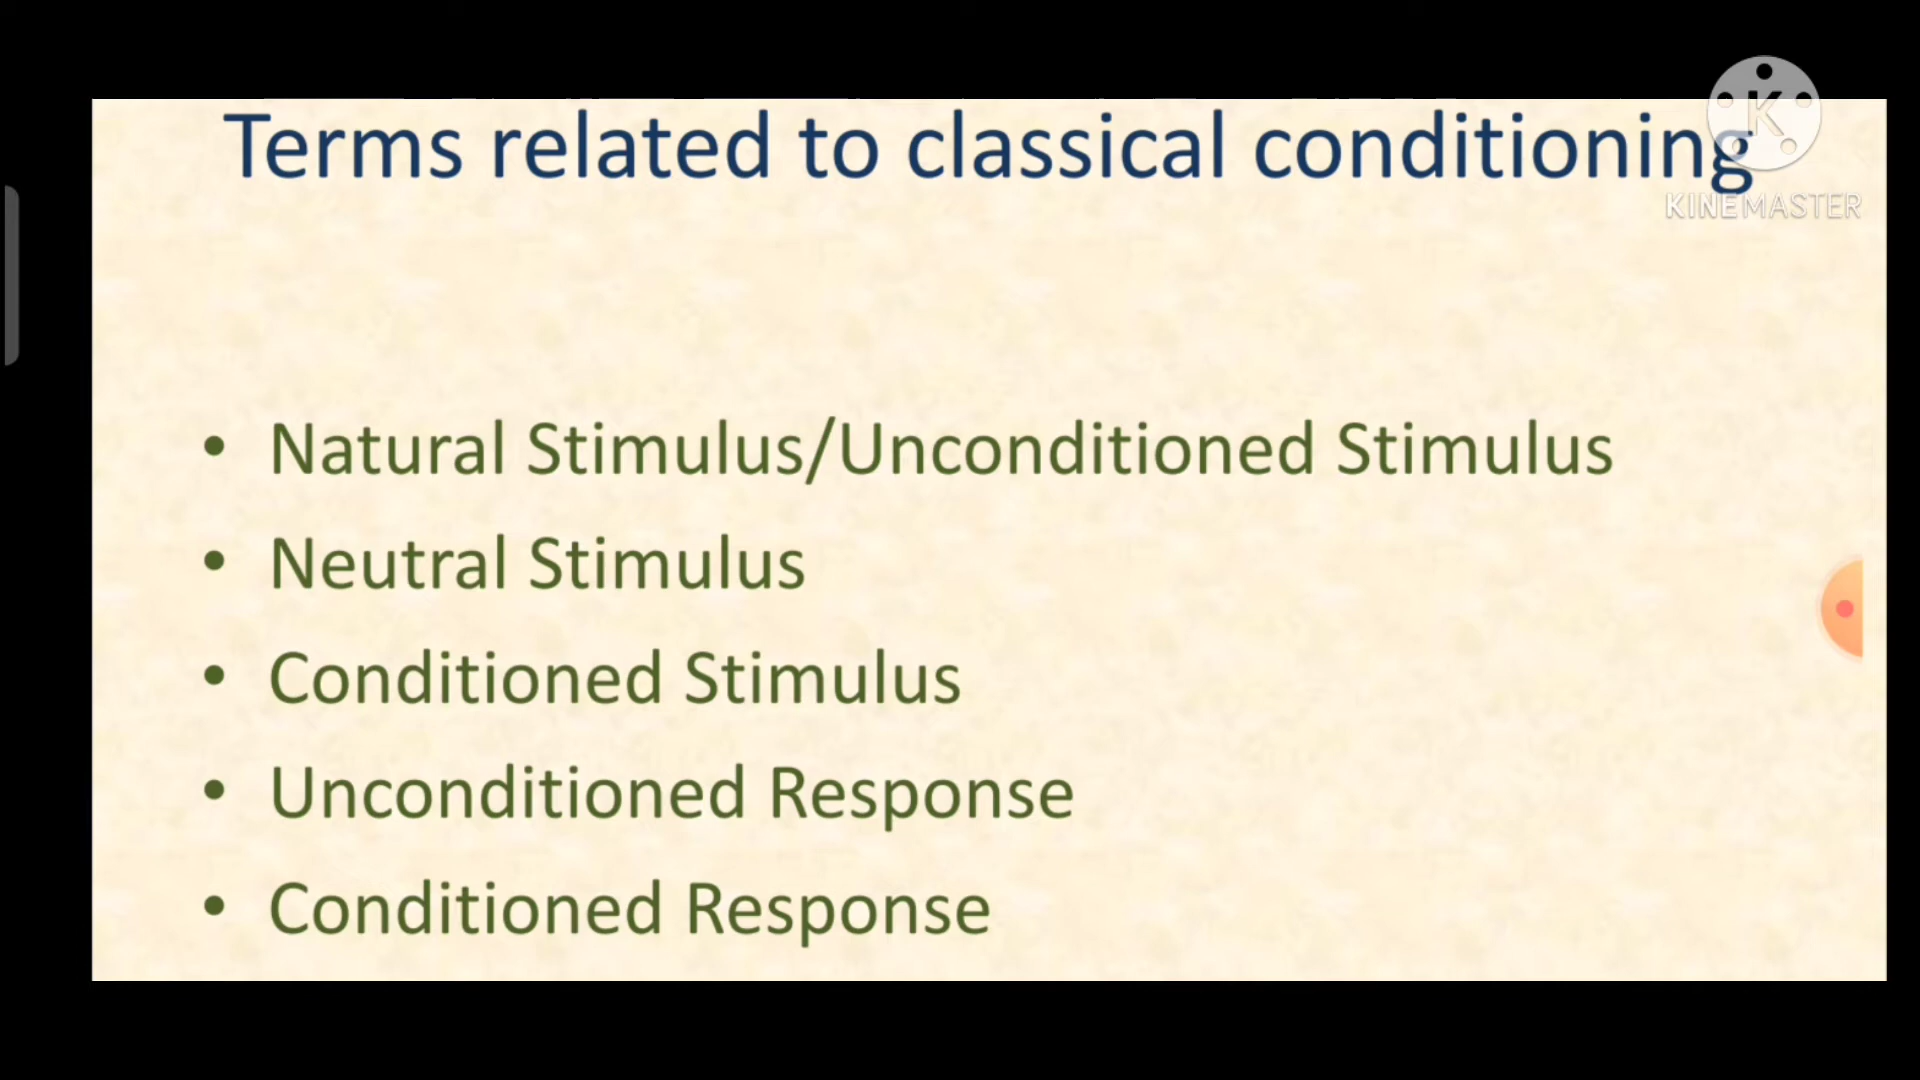 Terms related to classical conditioning
K
KINEMASTER
• Natural Stimulus/Unconditioned Stimulus
• Neutral Stimulus
• Conditioned Stimulus
• Unconditioned Response
• Conditioned Response